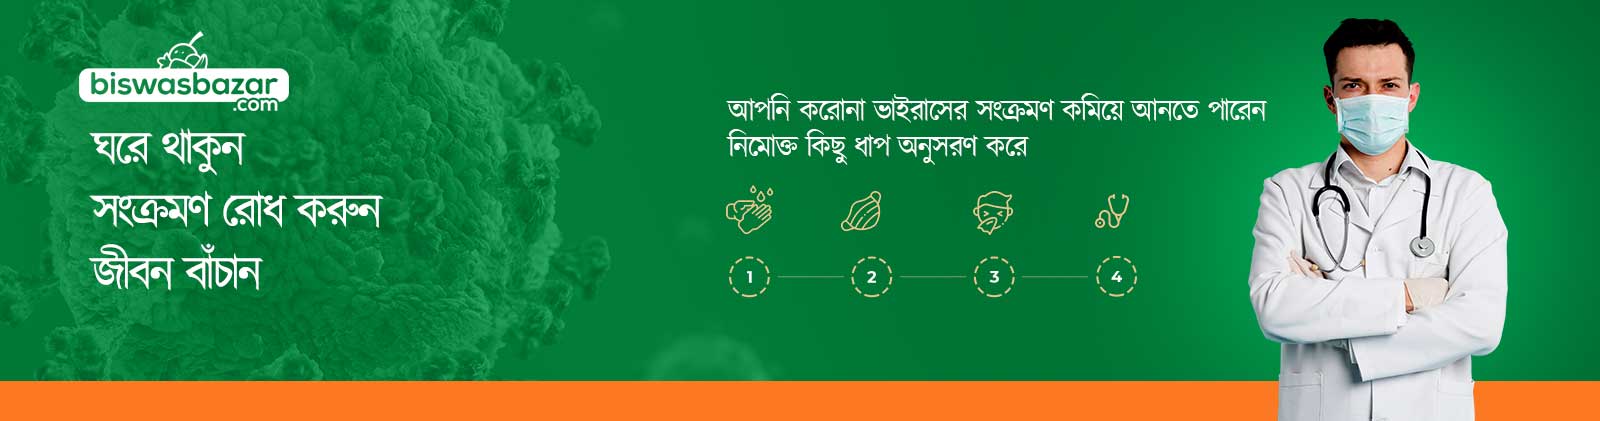 biswasbazar
.com
ঘরে থাকুন
সংক্রমণ রোধ করুন
জীবন বাঁচান
আপনি করোনা ভাইরাসের সংক্রমণ কমিয়ে আনতে পারেন
নিমোক্ত কিছু ধাপ অনুসরণ করে
1 2 3 4